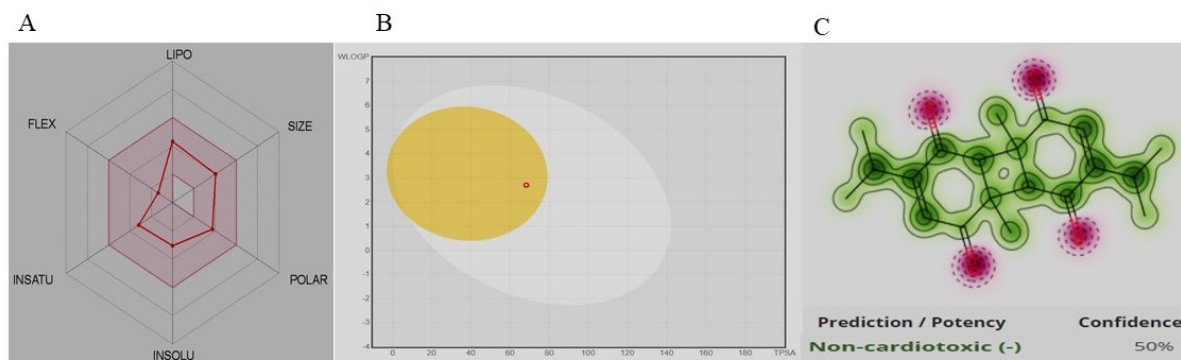 A
LIPO
FLEX
SIZE
INSATU
POLAR
INSOLU
B
WLOGP
7
6
5
4
3
2
1
0
-1
-2
-3
-4
0 20 40 60 80 100 120 140 160 180 TPSA
C
Prediction / Potency Confidence
Non-cardiotoxic (-) 50%